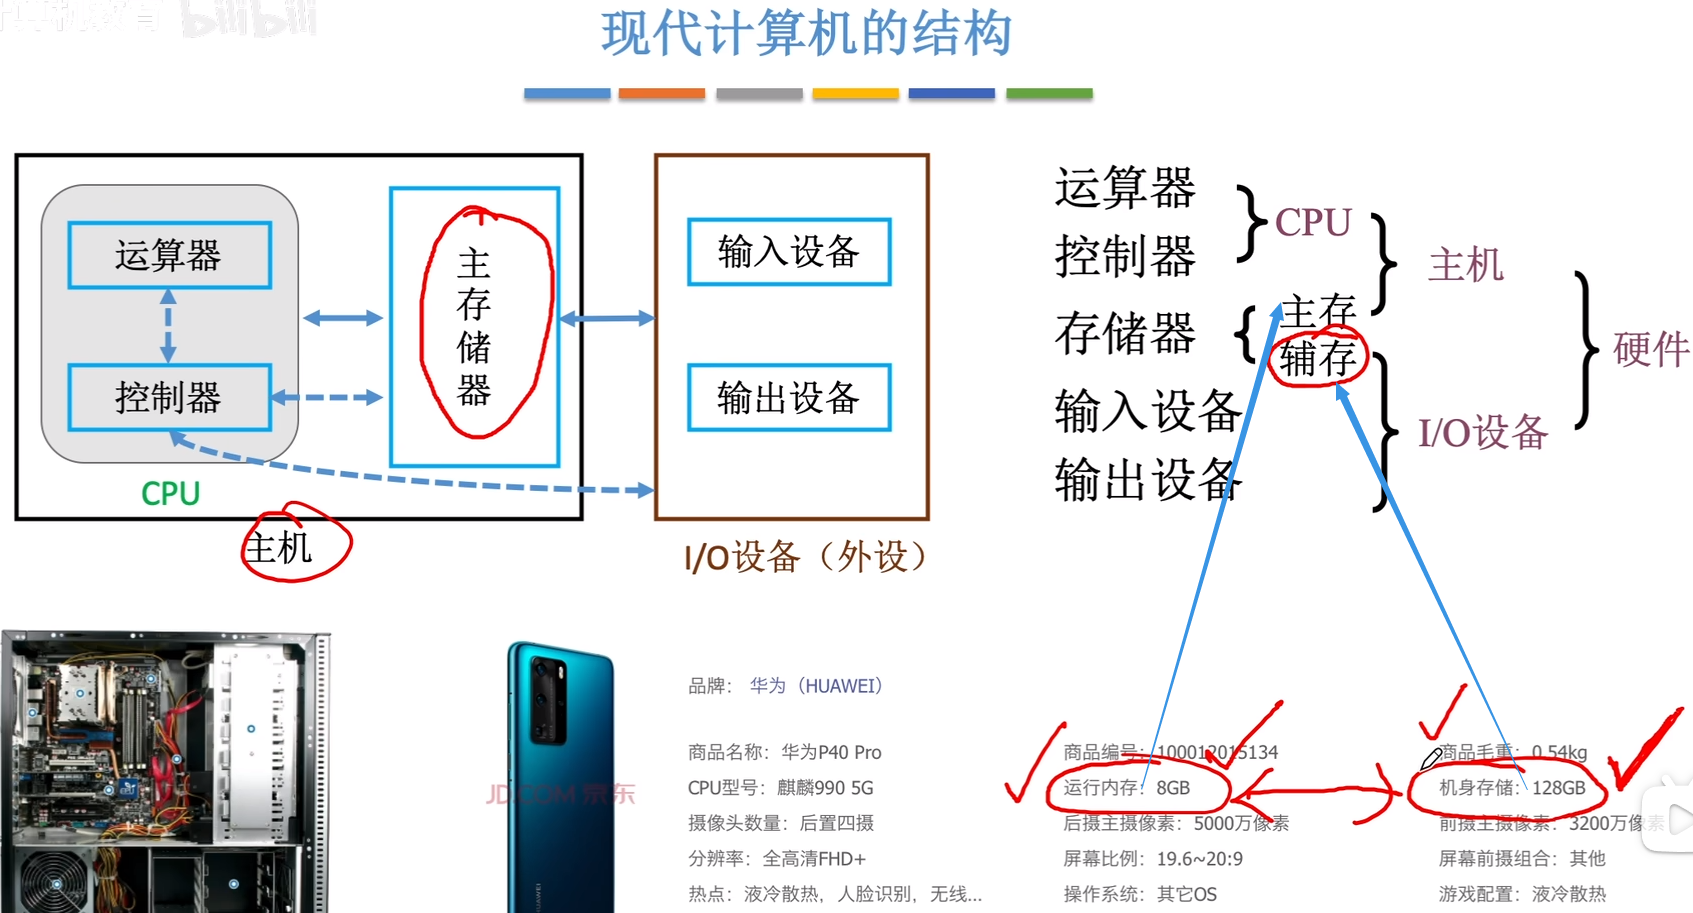 计算机教育 bilibili
现代计算机的结构
运算器
控制器
CPU
主存储器
主机
输入设备
输出设备
I/O设备（外设）
运算器
控制器
存储器
输入设备
输出设备
CPU
主存
辅存
主机
I/O设备
硬件
JD.COM 京东
HUAWEI
品牌： 华为（HUAWEI）
商品名称：华为P40 Pro
商品编号：100012015134
商品毛重：0.54kg
CPU型号：麒麟990 5G
运行内存：8GB
机身存储：128GB
摄像头数量：后置四摄
后摄主摄像素：5000万像素
前摄主摄像素：3200万像素
分辨率：全高清FHD+
屏幕比例：19.6~20:9
屏幕前摄组合：其他
热点：液冷散热，人脸识别，无线...
操作系统：其它OS
游戏配置：液冷散热